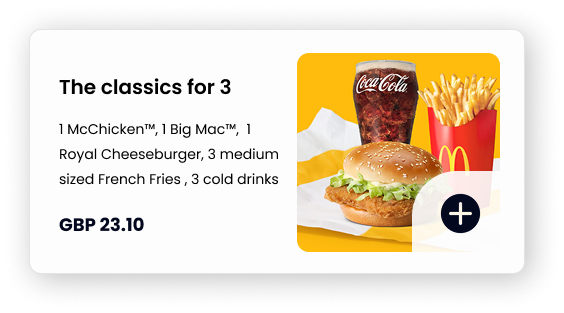 The classics for 3
1 McChicken™, 1 Big Mac™, 1
Royal Cheeseburger, 3 medium
sized French Fries , 3 cold drinks
GBP 23.10
Coca-Cola